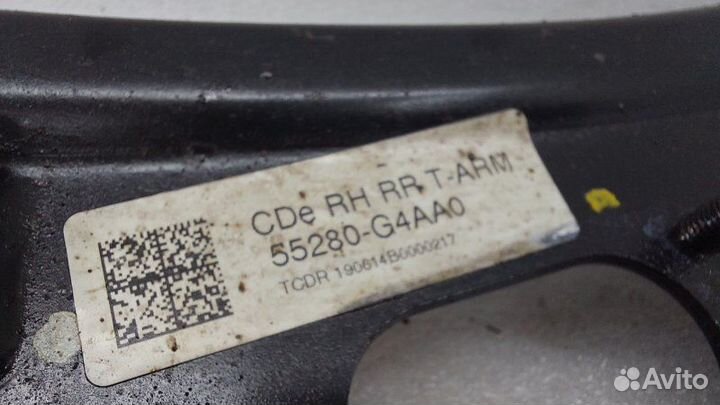 CDe RH RR T-ARM
55280-G4AA0
TCDR 190614B0000217
Avito